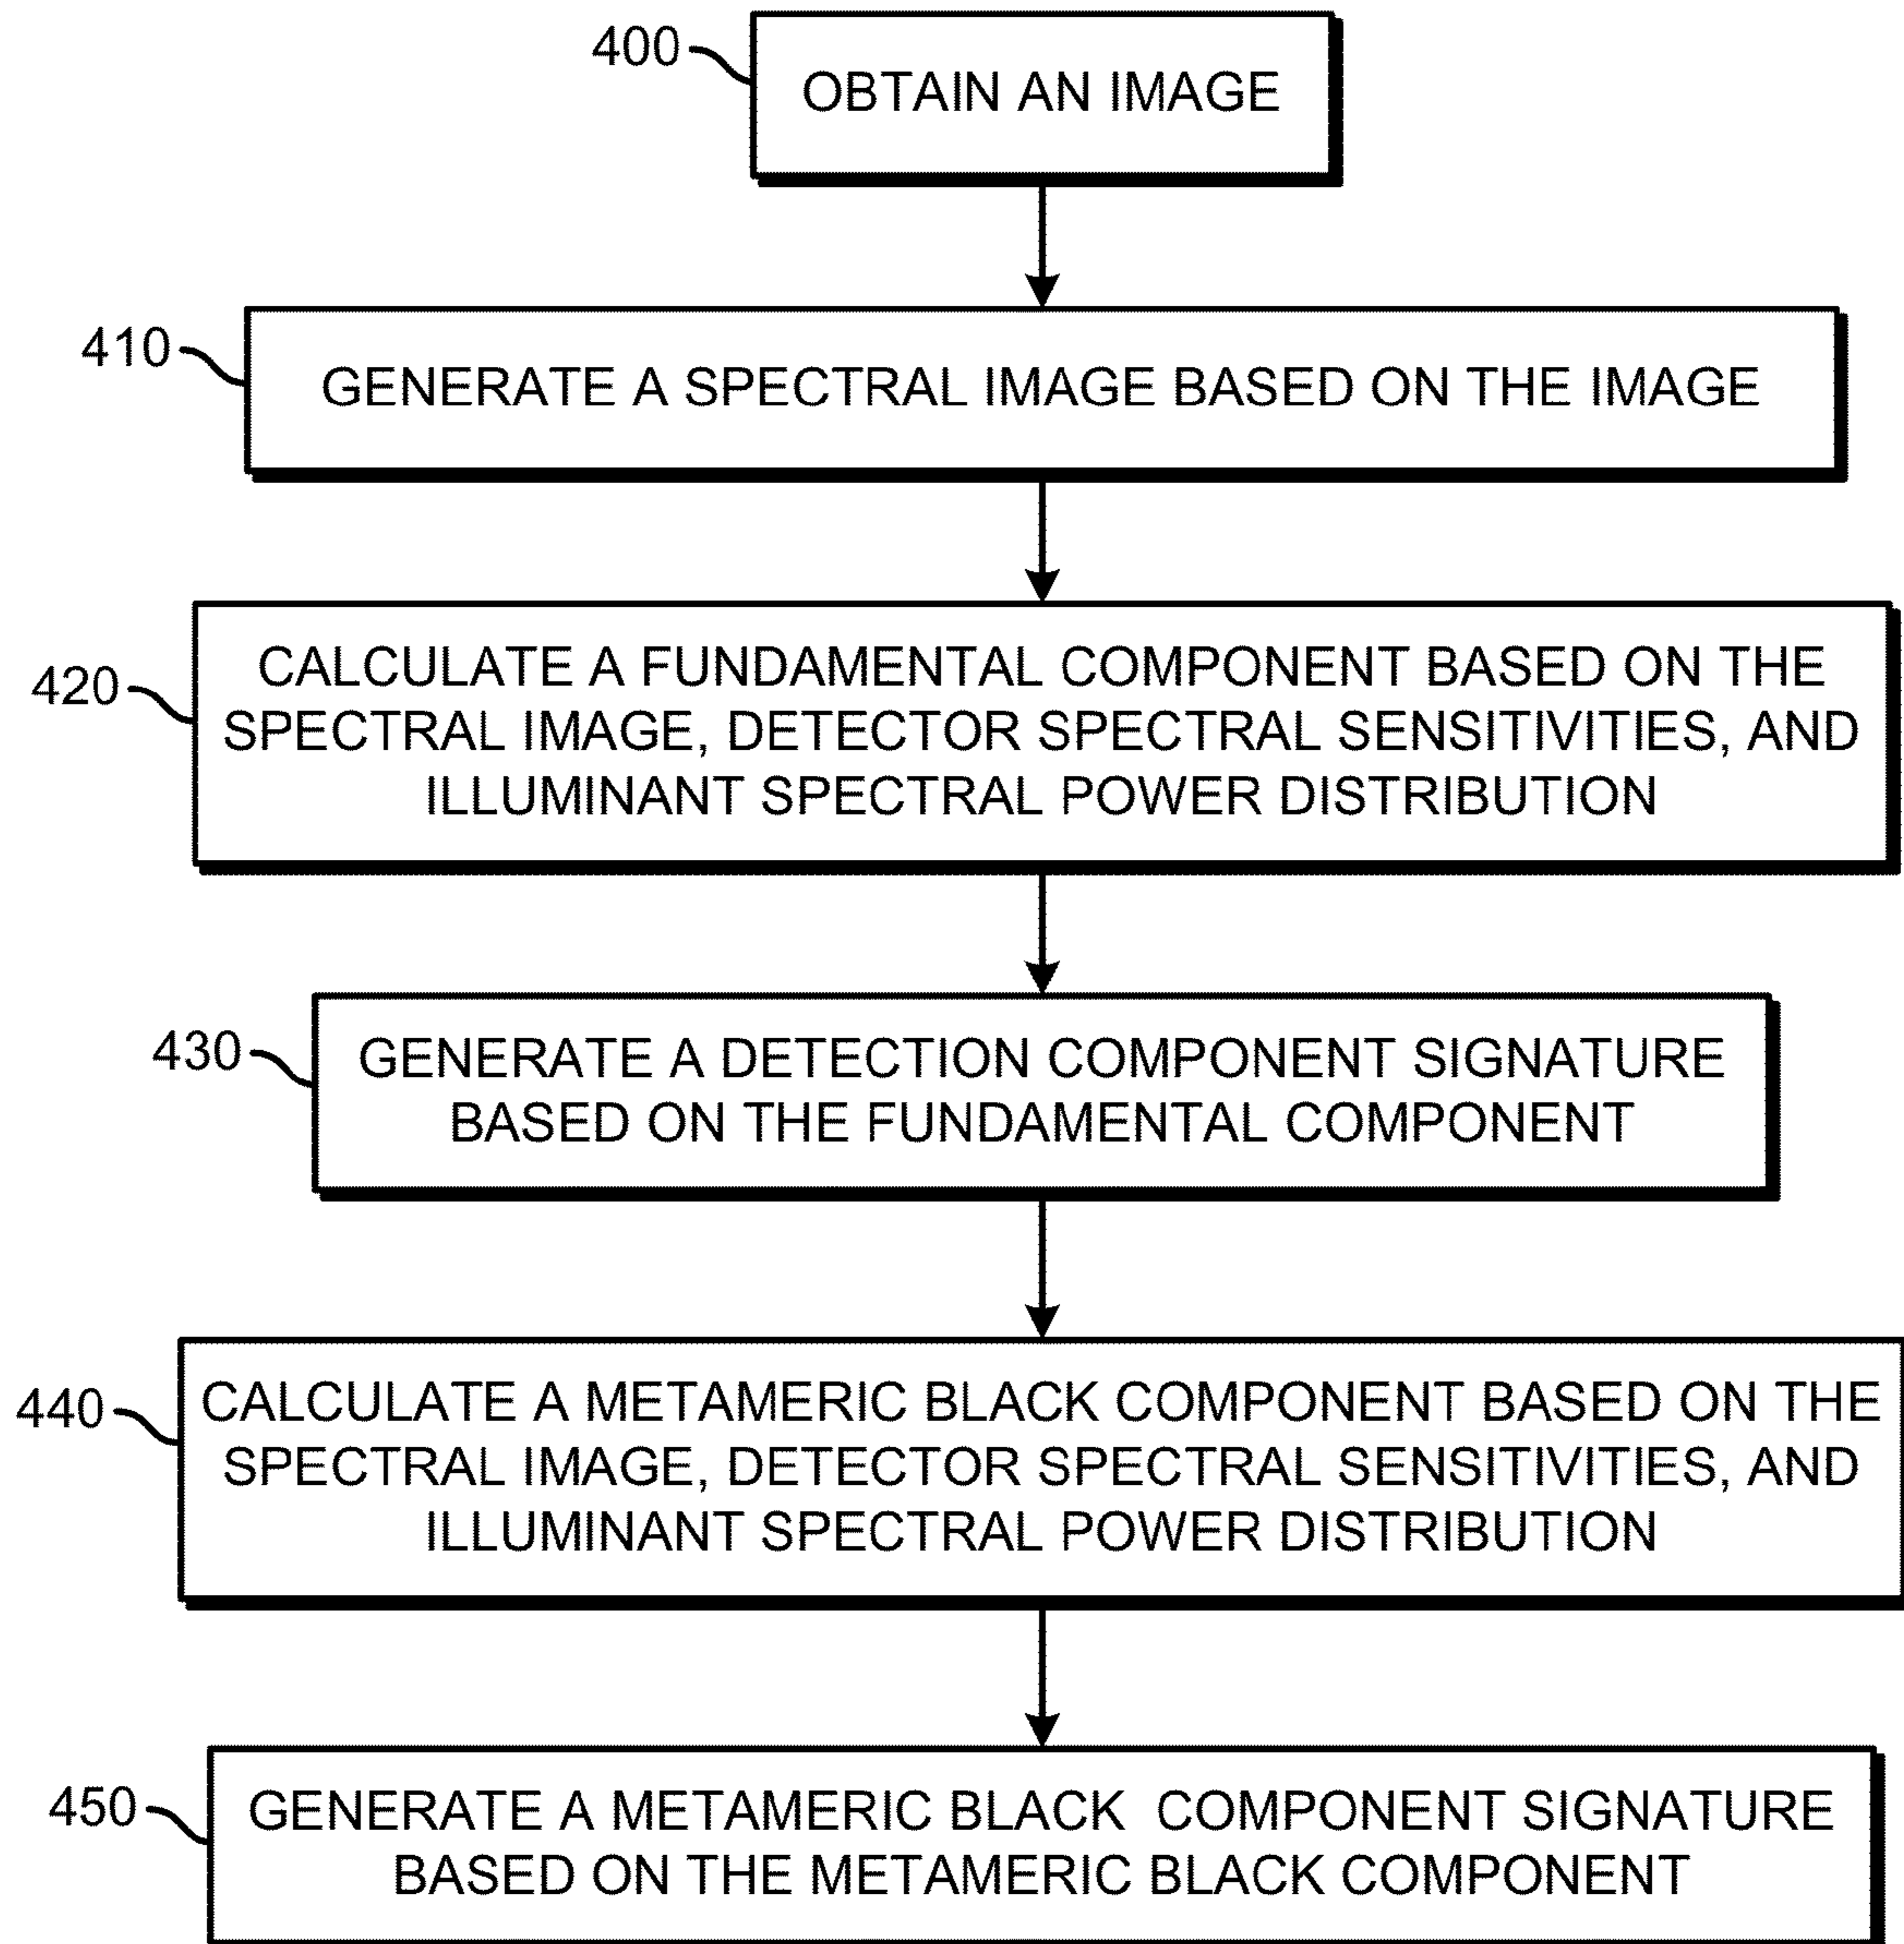 400
OBTAIN AN IMAGE
410
GENERATE A SPECTRAL IMAGE BASED ON THE IMAGE
420
CALCULATE A FUNDAMENTAL COMPONENT BASED ON THE
SPECTRAL IMAGE, DETECTOR SPECTRAL SENSITIVITIES, AND
ILLUMINANT SPECTRAL POWER DISTRIBUTION
430
GENERATE A DETECTION COMPONENT SIGNATURE
BASED ON THE FUNDAMENTAL COMPONENT
440
CALCULATE A METAMERIC BLACK COMPONENT BASED ON THE
SPECTRAL IMAGE, DETECTOR SPECTRAL SENSITIVITIES, AND
ILLUMINANT SPECTRAL POWER DISTRIBUTION
450
GENERATE A METAMERIC BLACK COMPONENT SIGNATURE
BASED ON THE METAMERIC BLACK COMPONENT